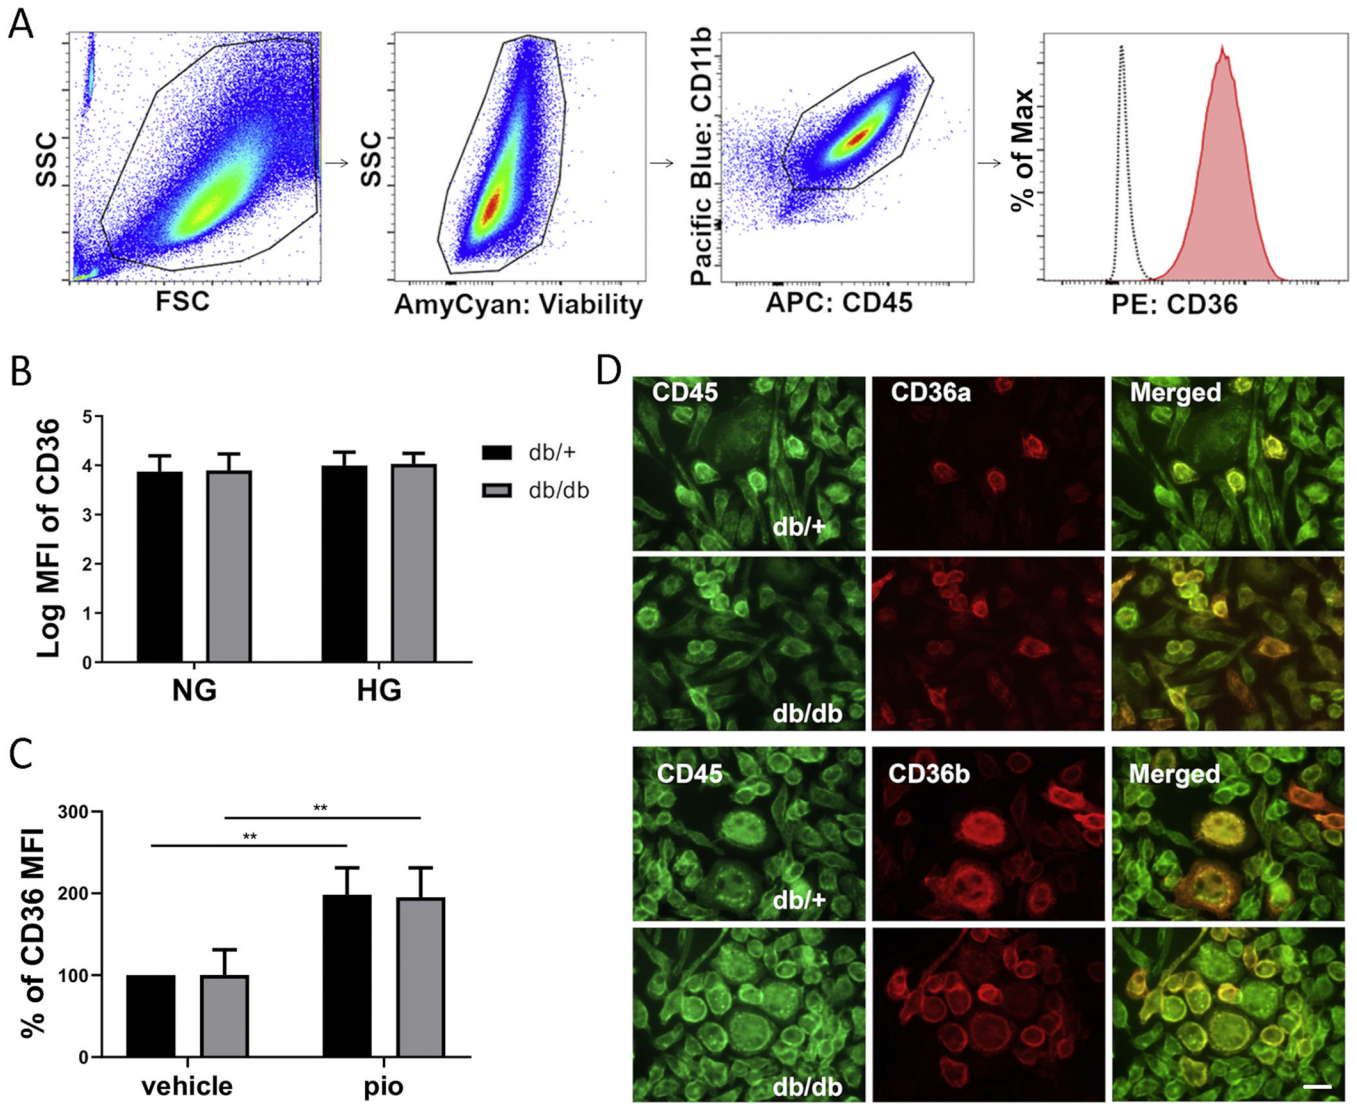 A
SSC
FSC
SSC
AmyCyan: Viability
Pacific Blue: CD11b
APC: CD45
% of Max
PE: CD36
B
Log MFI of CD36
5
4
3
2
1
0
NG
HG
db/+
db/db
C
% of CD36 MFI
300
200
100
0
**
**
vehicle
pio
D
CD45
CD36a
Merged
db/+
db/db
CD45
CD36b
Merged
db/+
db/db